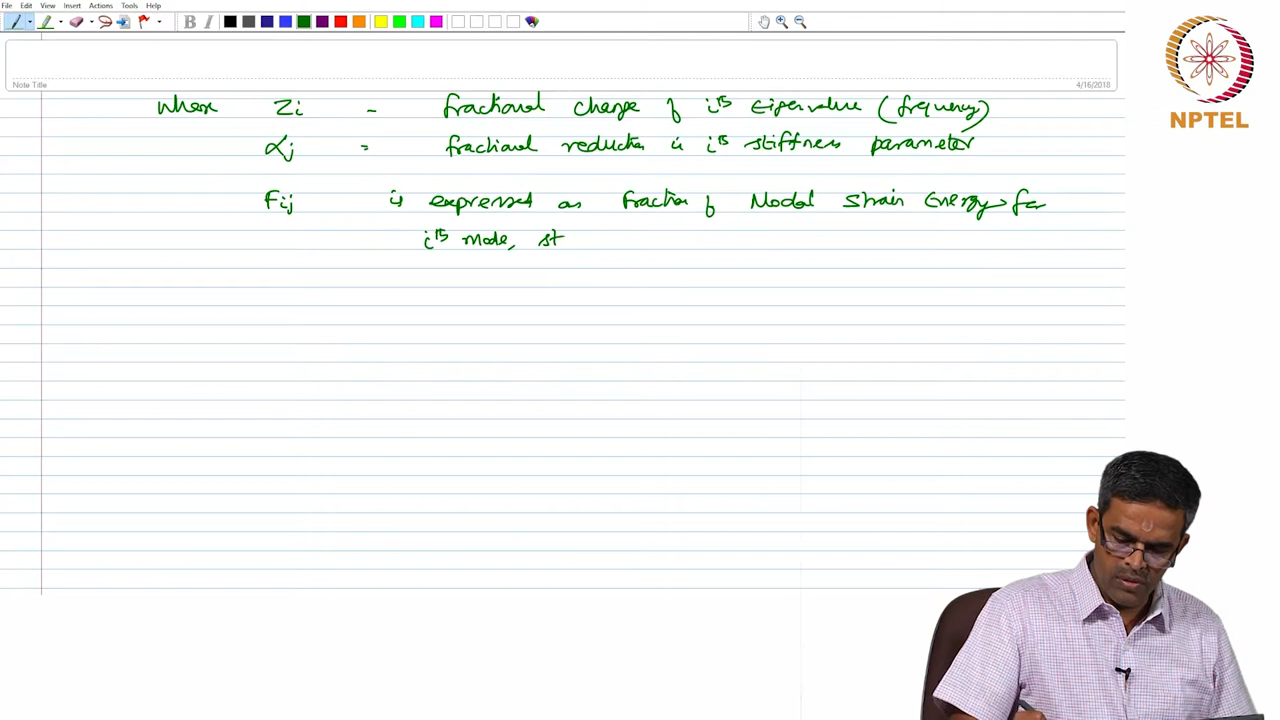 File Edit View Insert Actions Tools Help
B I
Note Title
4/16/2018
NPTEL
where Zi = fractional change of ith Eigenvalue (frequency)
αj = fractional reduction in ith stiffness parameter
Fij is expressed as fraction of Modal strain Energy for
ith mode, st